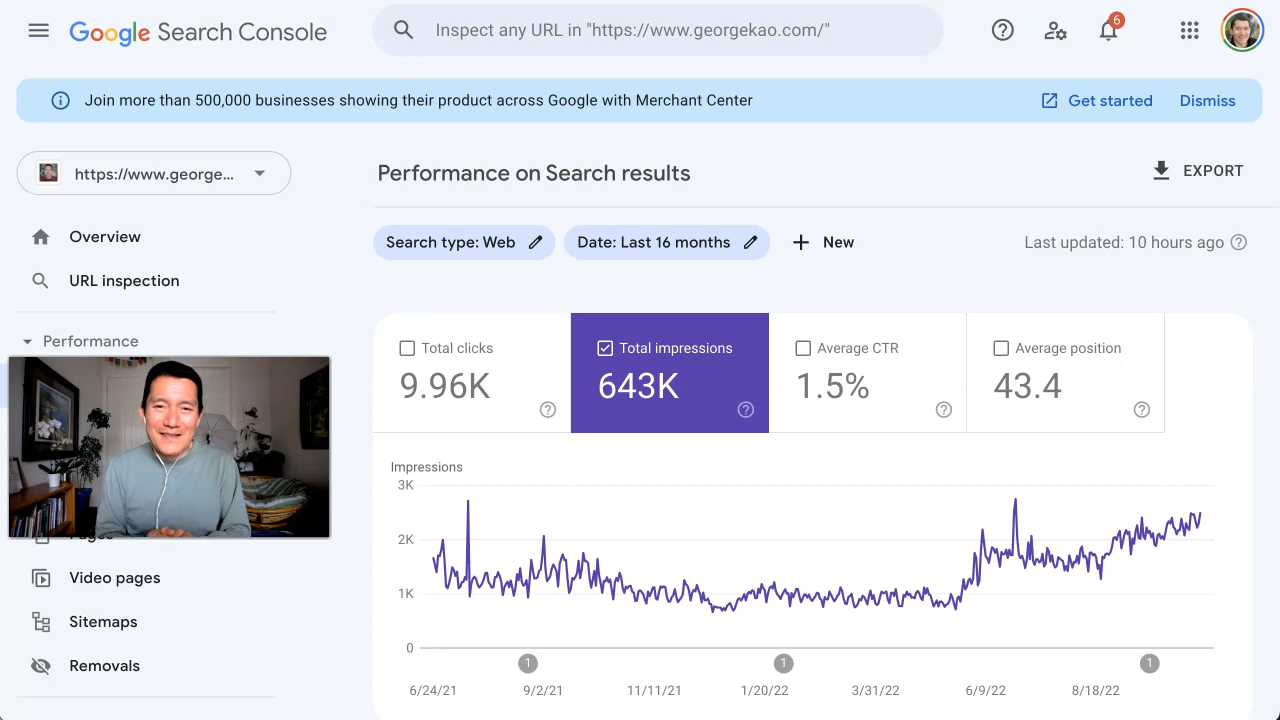 Google Search Console
Inspect any URL in "https://www.georgekao.com/"
6
Join more than 500,000 businesses showing their product across Google with Merchant Center
Get started
Dismiss
https://www.george...
Performance on Search results
EXPORT
Overview
Search type: Web
Date: Last 16 months
New
Last updated: 10 hours ago
URL inspection
Performance
Total clicks
9.96K
Total impressions
643K
Average CTR
1.5%
Average position
43.4
Impressions
3K
2K
1K
0
1
1
1
6/24/21
9/2/21
11/11/21
1/20/22
3/31/22
6/9/22
8/18/22
Pages
Video pages
Sitemaps
Removals